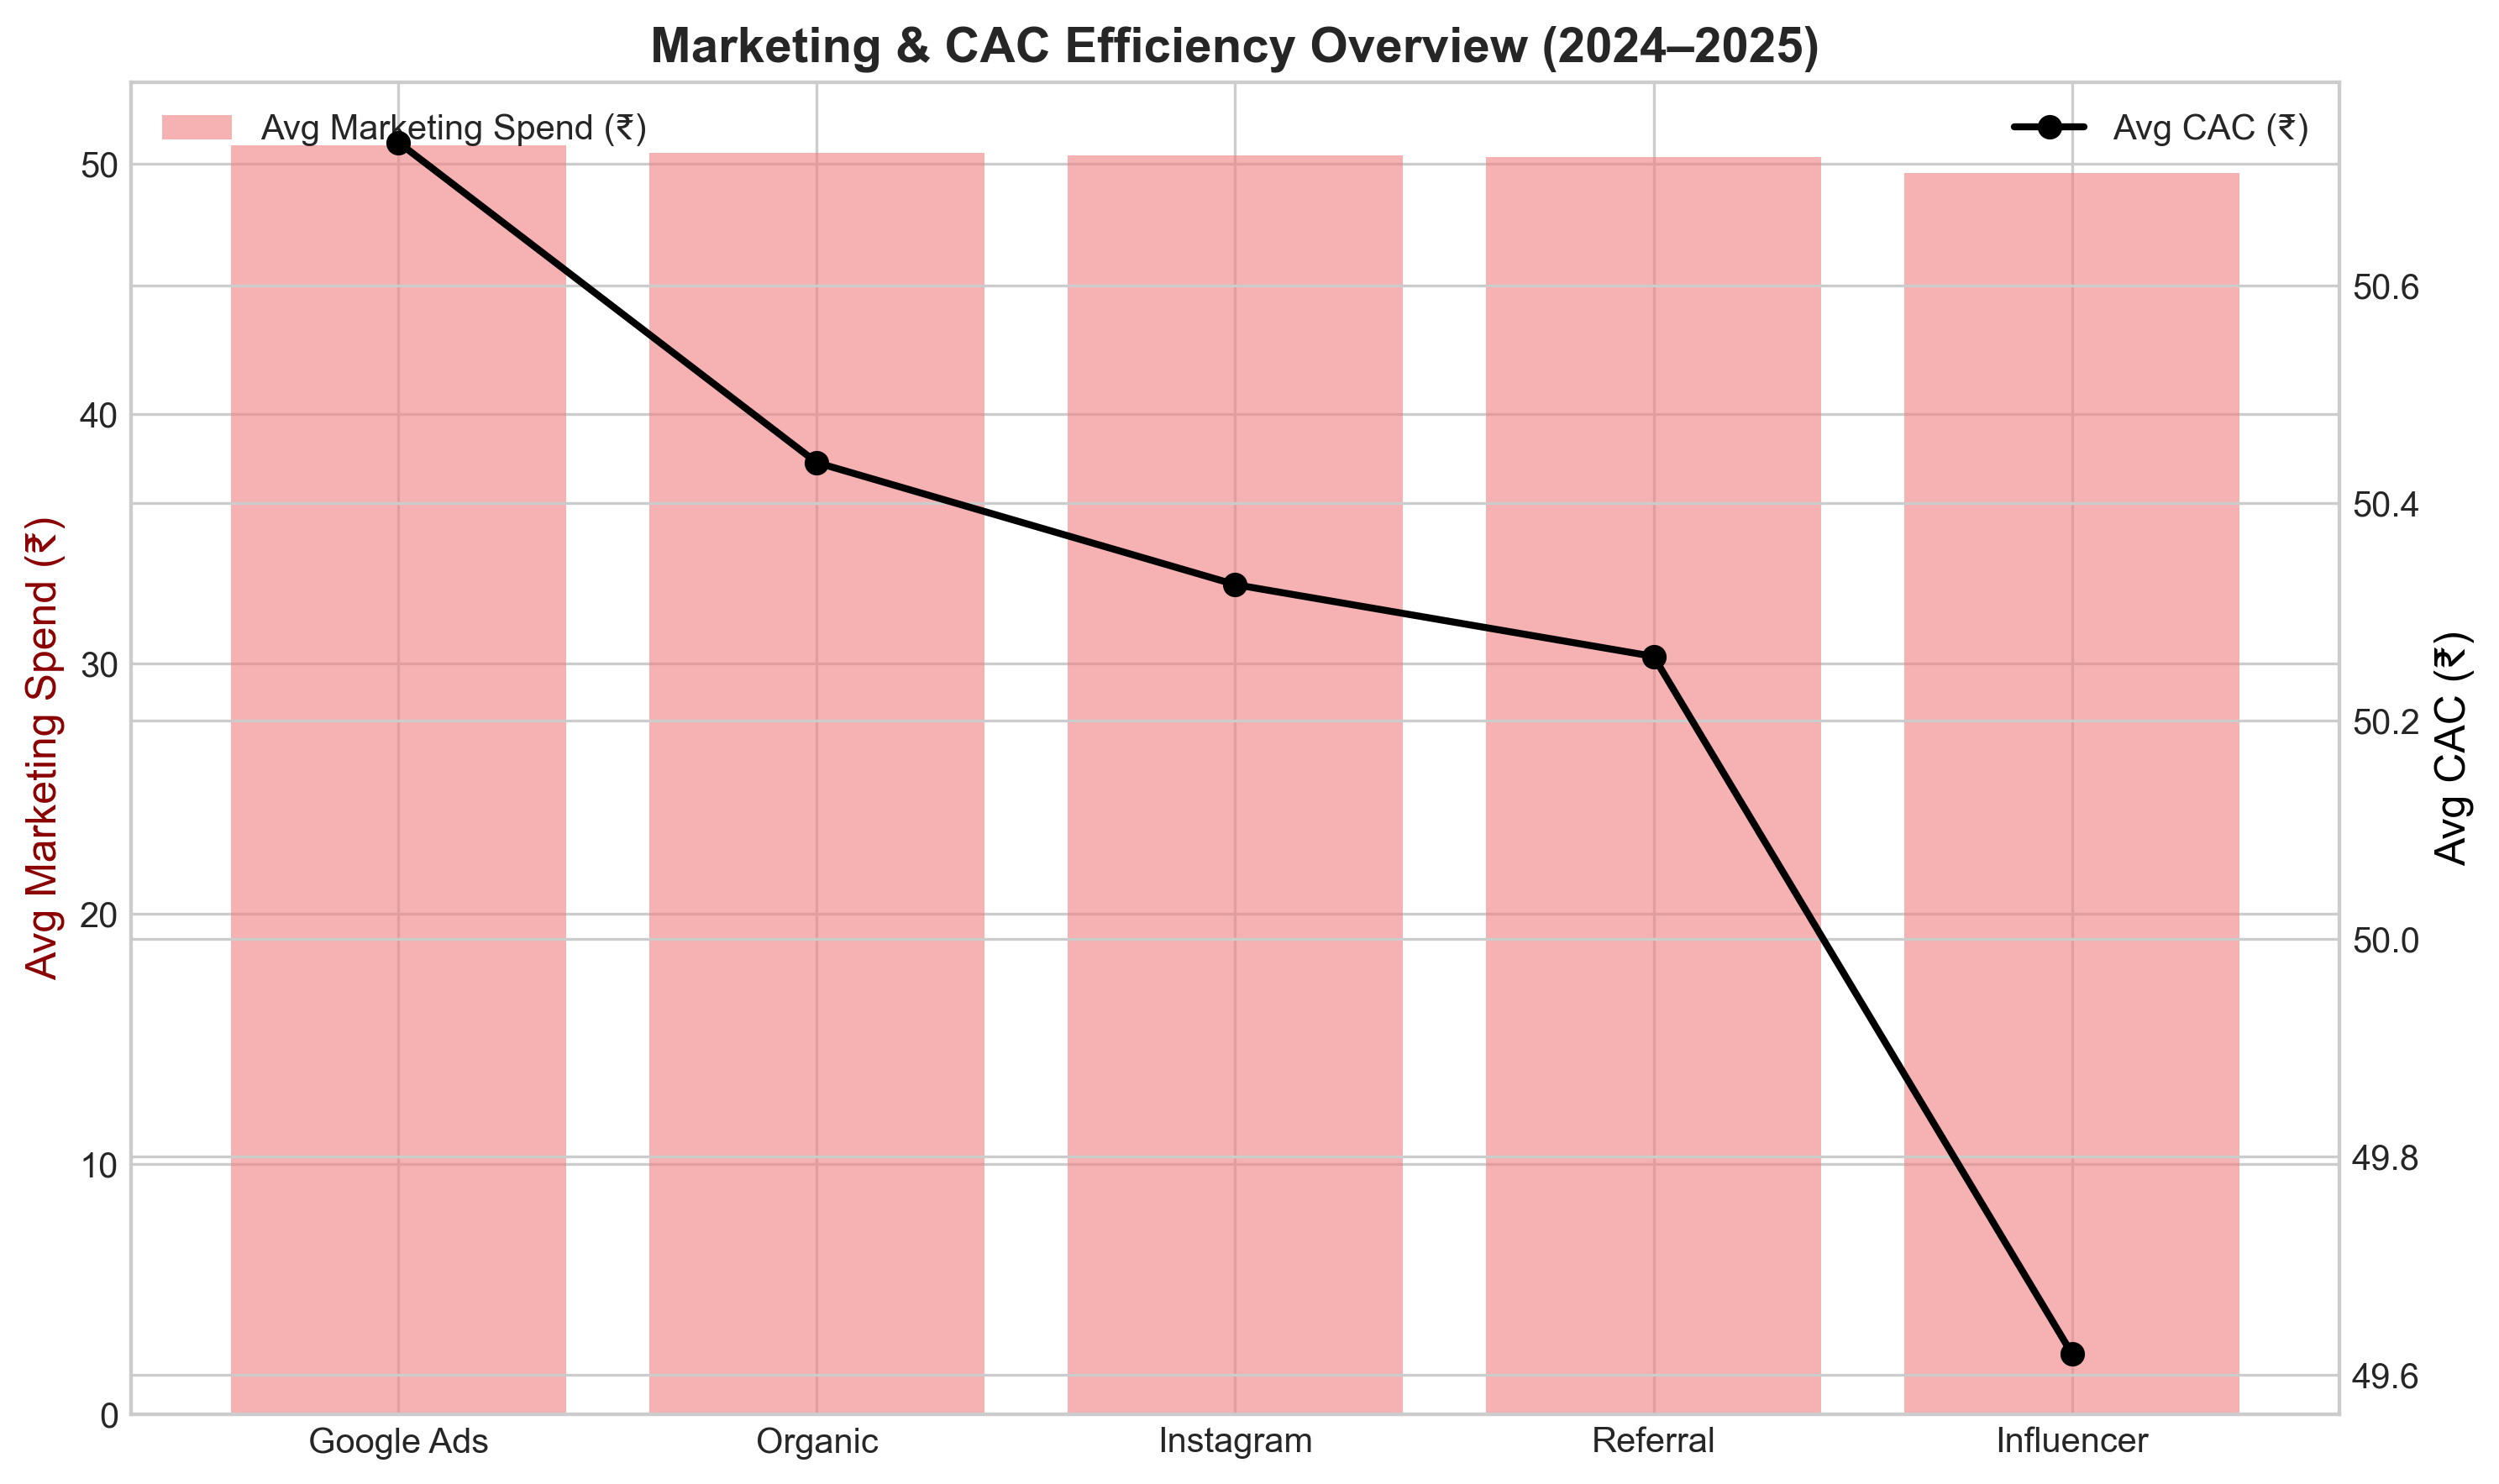 Marketing & CAC Efficiency Overview (2024–2025)
Avg Marketing Spend (₹)
Avg CAC (₹)
50
40
30
20
10
0
Avg Marketing Spend (₹)
50.6
50.4
50.2
50.0
49.8
49.6
Avg CAC (₹)
Google Ads
Organic
Instagram
Referral
Influencer